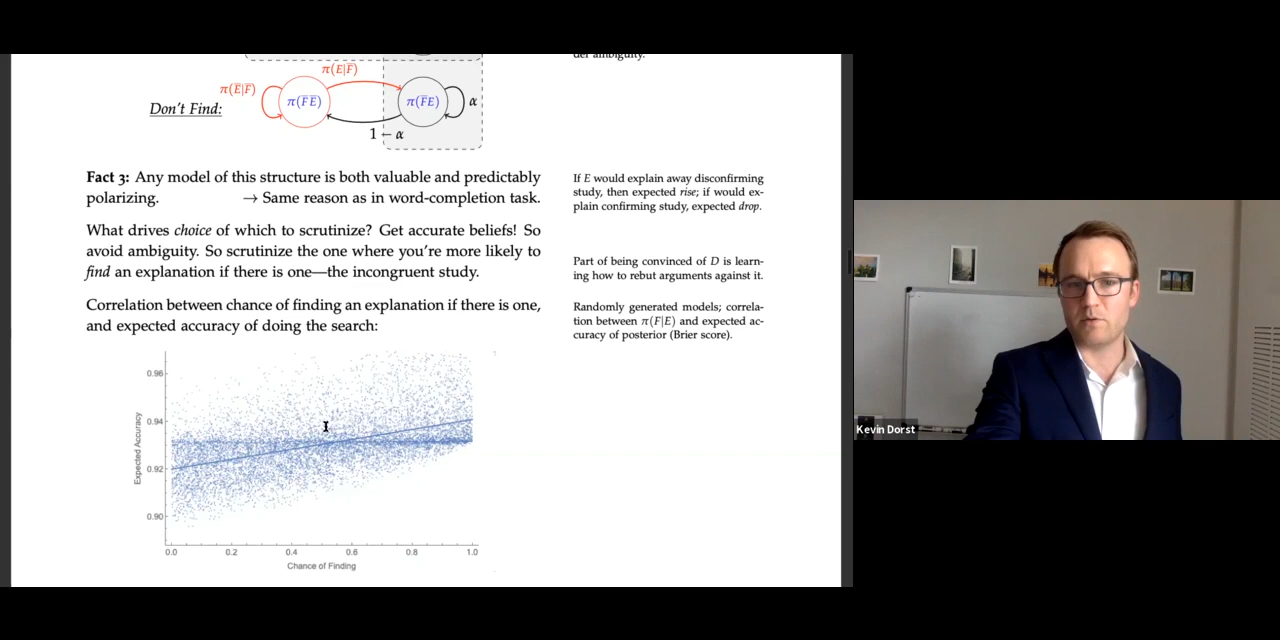 der ambiguity.
π(E|F̅)
π(E̅|F̅)
Don't Find:
π(F̅E̅)
π(F̅E)
α
1 − α
Fact 3: Any model of this structure is both valuable and predictably
polarizing. → Same reason as in word-completion task.
If E would explain away disconfirming
study, then expected rise; if would ex-
plain confirming study, expected drop.
What drives choice of which to scrutinize? Get accurate beliefs! So
avoid ambiguity. So scrutinize the one where you're more likely to
find an explanation if there is one—the incongruent study.
Part of being convinced of D is learn-
ing how to rebut arguments against it.
Correlation between chance of finding an explanation if there is one,
and expected accuracy of doing the search:
Randomly generated models; correla-
tion between π(F|E) and expected ac-
curacy of posterior (Brier score).
0.96
0.94
0.92
0.90
Expected Accuracy
0.0 0.2 0.4 0.6 0.8 1.0
Chance of Finding
Kevin Dorst